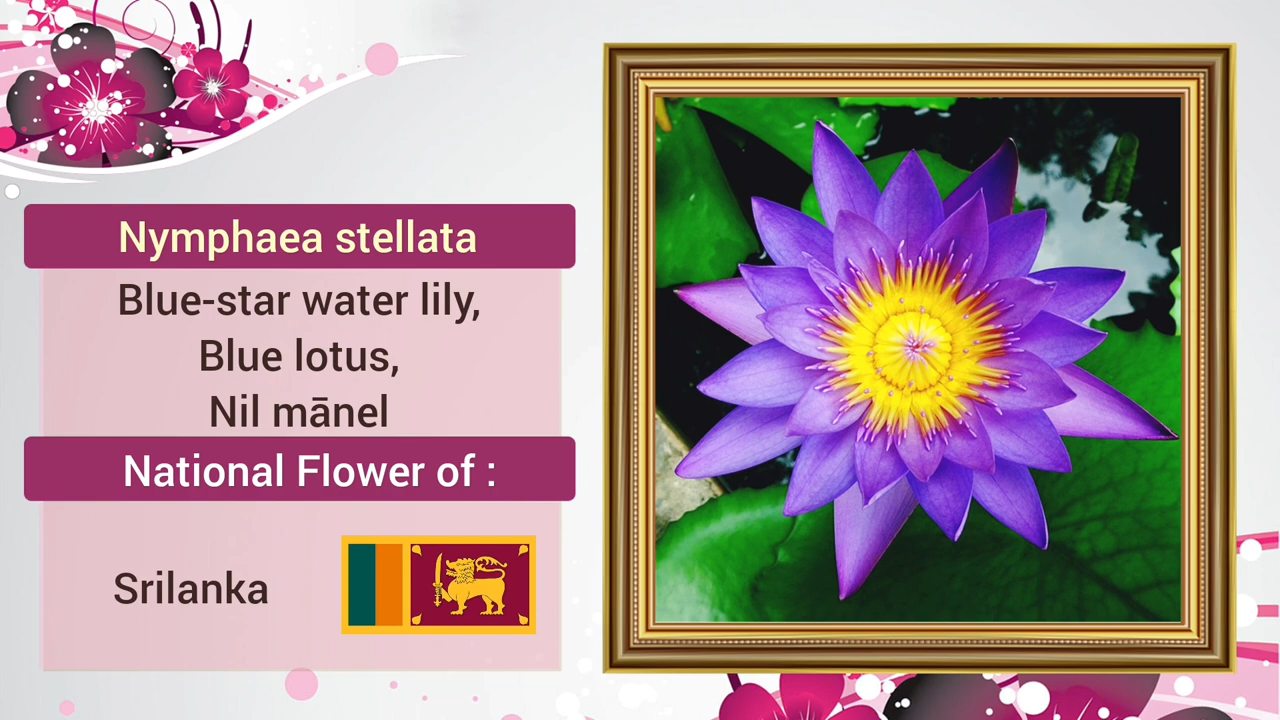 Nymphaea stellata
Blue-star water lily,
Blue lotus,
Nil mānel
National Flower of :
Srilanka